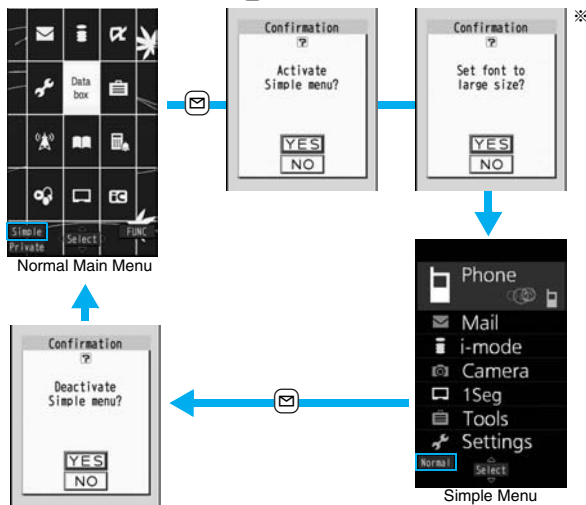 Data
box
Simple
Private
Select
FUNC
Normal Main Menu
Confirmation
?
Activate
Simple menu?
YES
NO
Confirmation
?
Set font to
large size?
YES
NO
※
Phone
Mail
i-mode
Camera
1Seg
Tools
Settings
Normal
Select
Simple Menu
Confirmation
?
Deactivate
Simple menu?
YES
NO